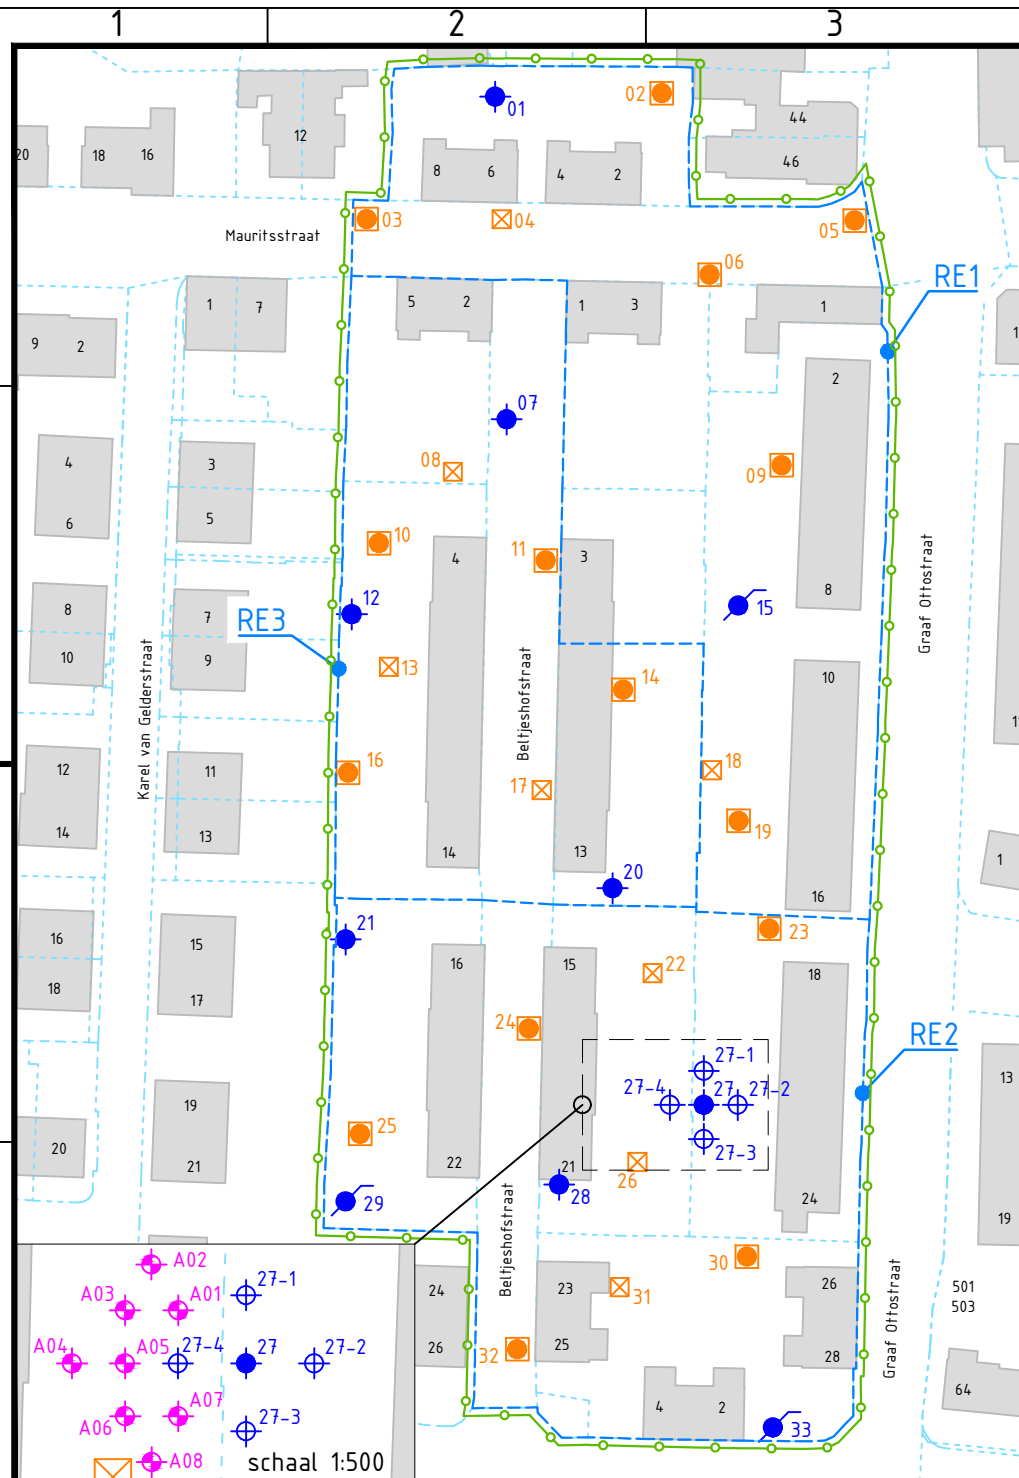 1 2 3
01 02
44
12
20 18 16 8 6 4 2 46
03 04 05
Mauritsstraat
06 RE1
1 7 5 2 1 3 1
9 2
2
07
4 3 08 09
6 5
10 4 11 3
8 7 12 15 8
RE3
10 9 13
Graaf Ottostraat
Karel van Gelderstraat
Beltjeshofstraat
14 10
12 11 16 18
17
14 13 19
14 13 1
20 16
16 15 21 23
16 15 22 18
18 17
24 RE2
27-1
27-4 27 27-2
19 13
25 27-3
20 21 22 21 26
29 28 24
19
Beltjeshofstraat
30
24 23 31 26
501
503
Graaf Ottostraat
26 25 32 28
4 2 64
33
A02
27-1
A03 A01
A04 A05 27-4 27 27-2
A07
A06 27-3
A08 schaal 1:500